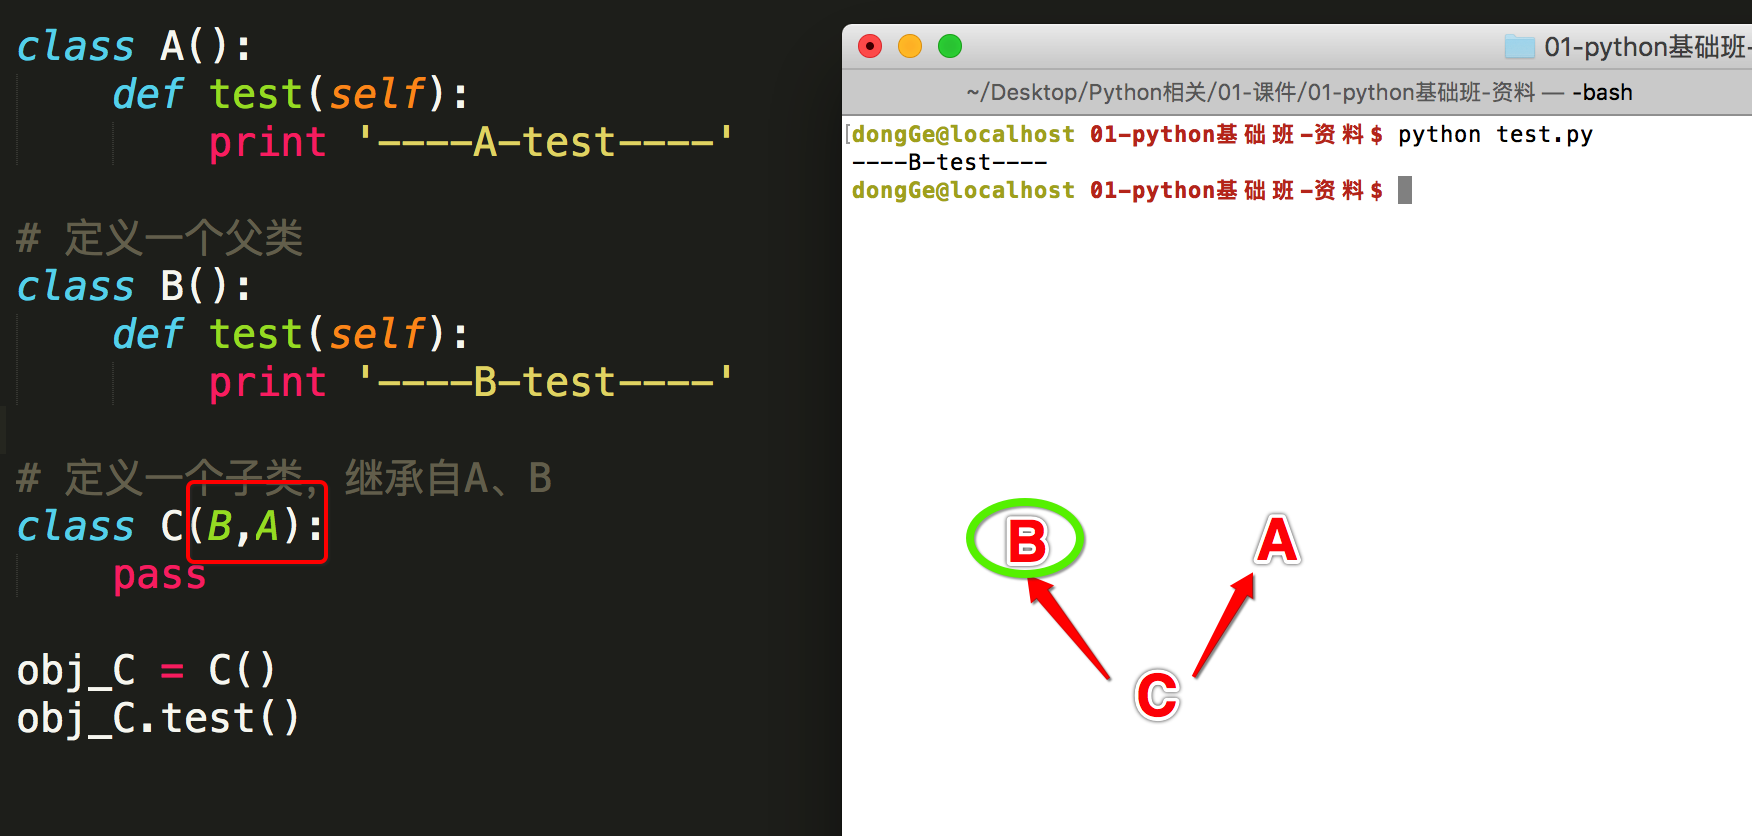 class A():
def test(self):
print '----A-test----'
# 定义一个父类
class B():
def test(self):
print '----B-test----'
# 定义一个子类，继承自A、B
class C(B,A):
pass
obj_C = C()
obj_C.test()
01-python基础班-
~/Desktop/Python相关/01-课件/01-python基础班-资料 — -bash
[dongGe@localhost 01-python基础班-资料$ python test.py
----B-test----
dongGe@localhost 01-python基础班-资料$
B
A
C